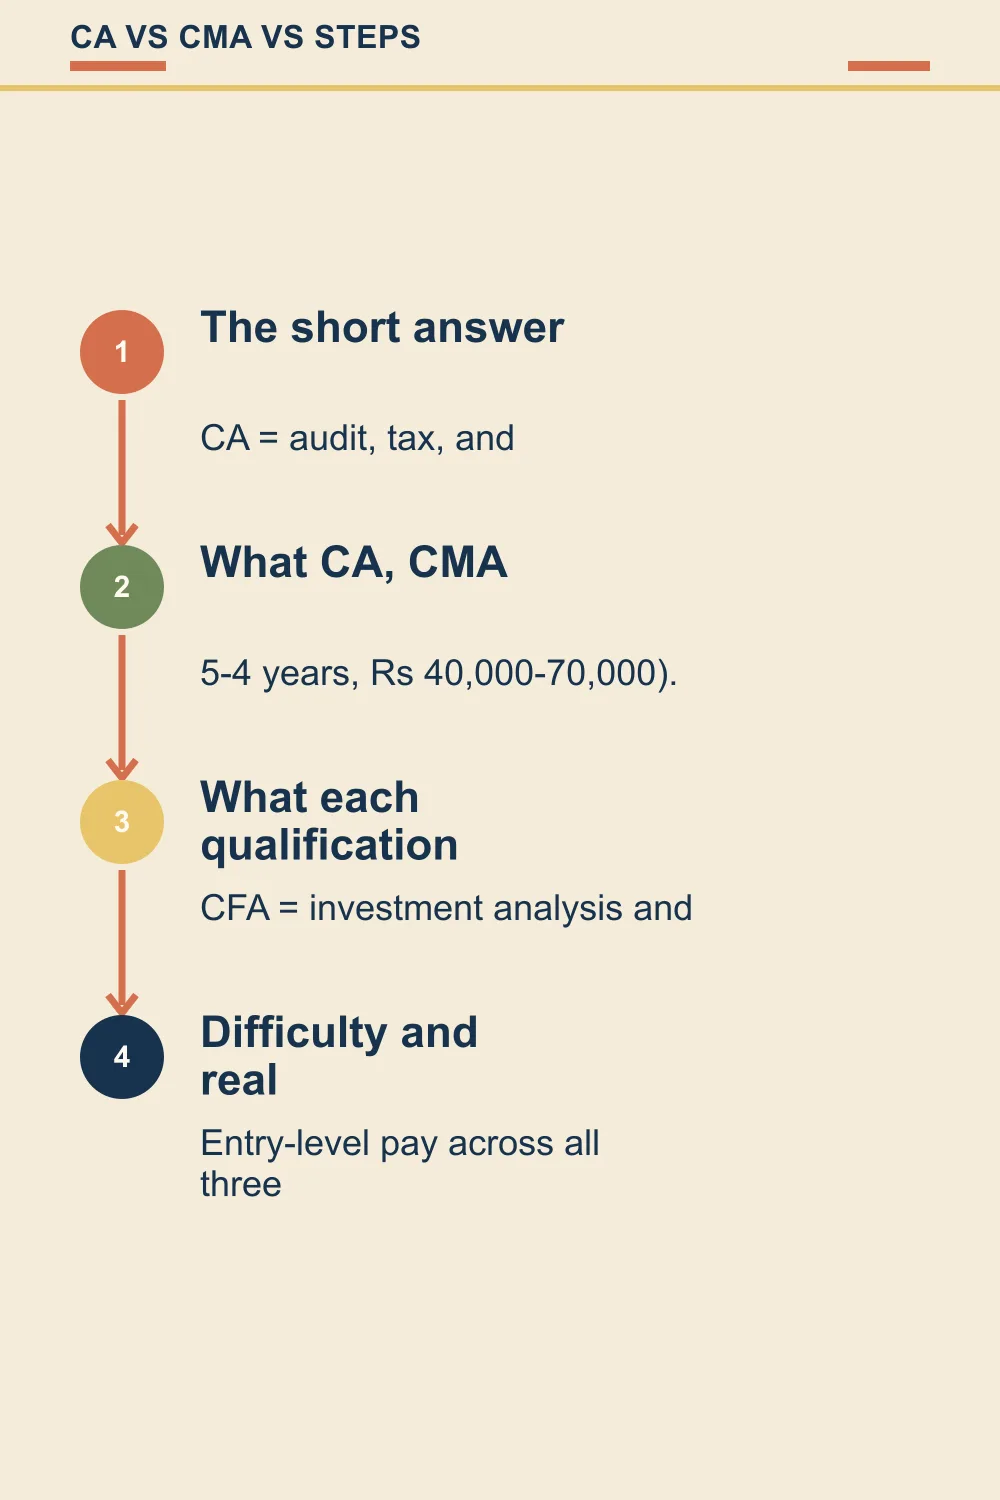 CA VS CMA VS STEPS
1
The short answer
CA = audit, tax, and
2
What CA, CMA
5-4 years, Rs 40,000-70,000).
3
What each
qualification
CFA = investment analysis and
4
Difficulty and
real
Entry-level pay across all
three